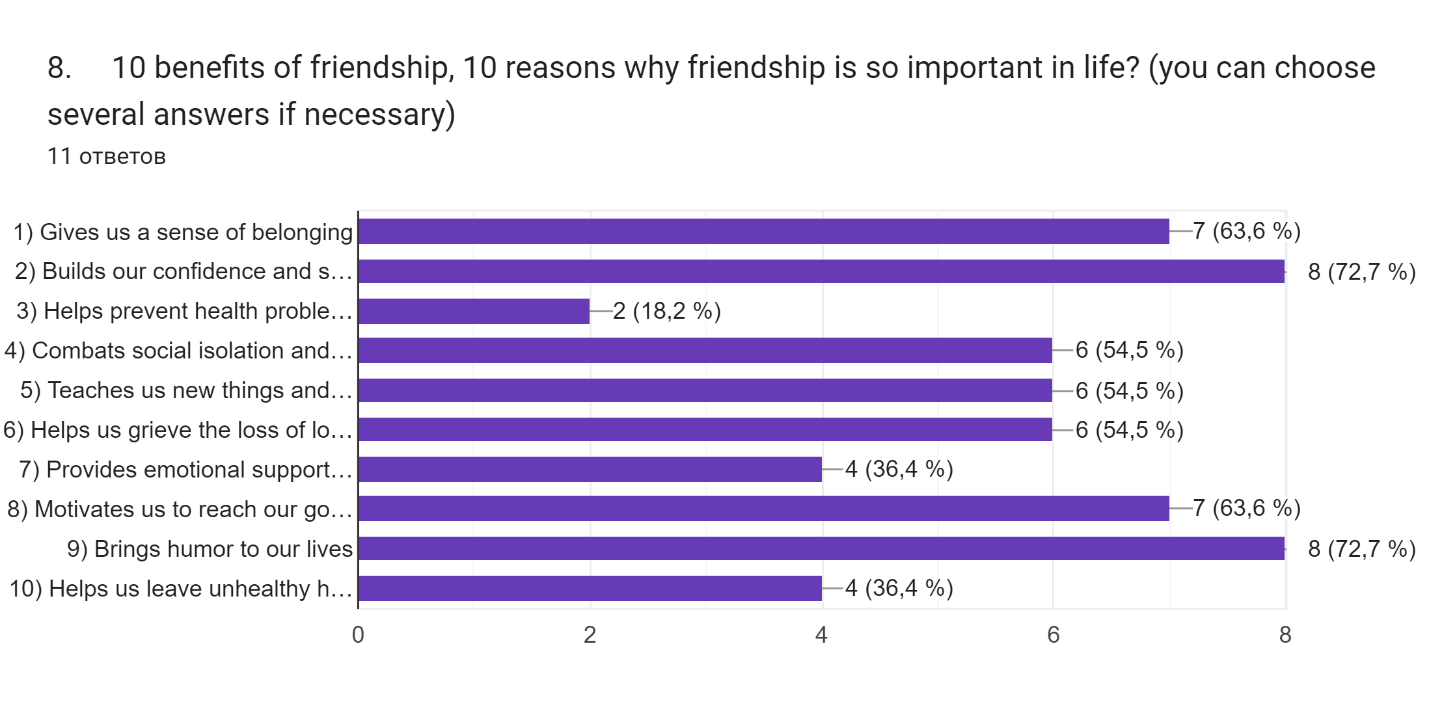 8. 10 benefits of friendship, 10 reasons why friendship is so important in life? (you can choose
several answers if necessary)
11 ответов
1) Gives us a sense of belonging 7 (63,6 %)
2) Builds our confidence and s… 8 (72,7 %)
3) Helps prevent health proble… 2 (18,2 %)
4) Combats social isolation and… 6 (54,5 %)
5) Teaches us new things and… 6 (54,5 %)
6) Helps us grieve the loss of lo… 6 (54,5 %)
7) Provides emotional support… 4 (36,4 %)
8) Motivates us to reach our go… 7 (63,6 %)
9) Brings humor to our lives 8 (72,7 %)
10) Helps us leave unhealthy h… 4 (36,4 %)
0 2 4 6 8